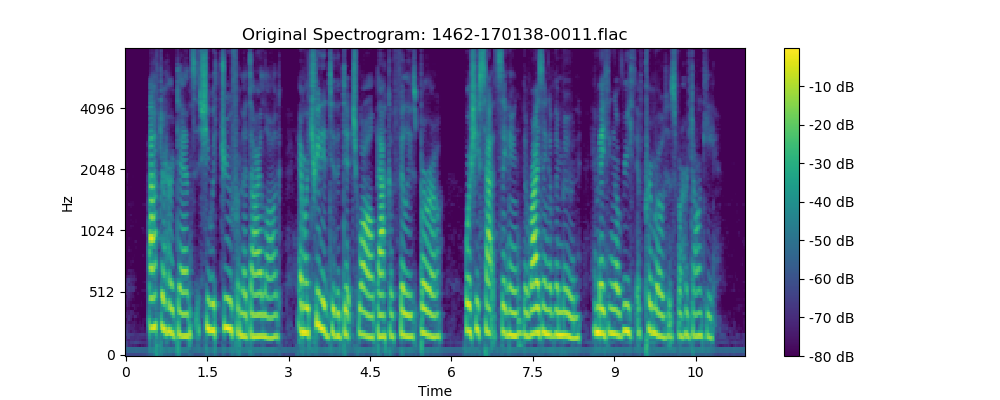 Original Spectrogram: 1462-170138-0011.flac
Hz
4096
2048
1024
512
0
0 1.5 3 4.5 6 7.5 9 10
Time
-10 dB
-20 dB
-30 dB
-40 dB
-50 dB
-60 dB
-70 dB
-80 dB